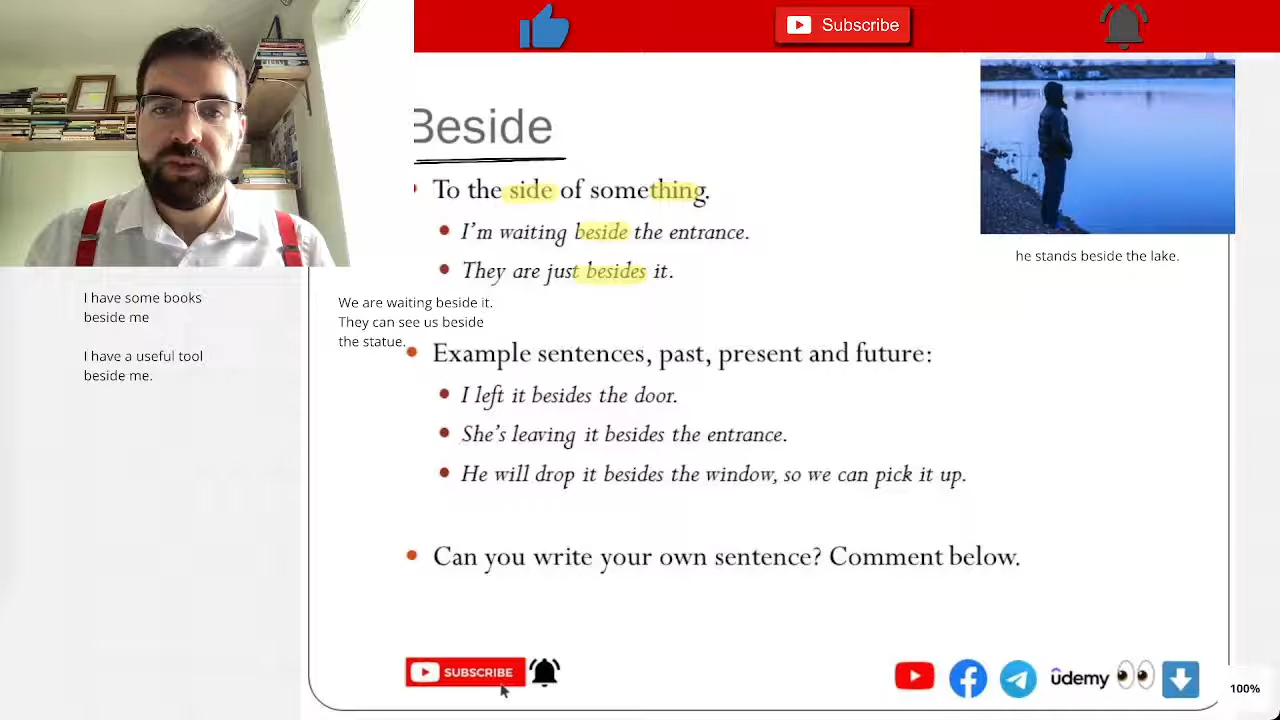 Subscribe
Beside
To the side of something.
I'm waiting beside the entrance.
They are just besides it.
he stands beside the lake.
I have some books
beside me
I have a useful tool
beside me.
We are waiting beside it.
They can see us beside
the statue.
Example sentences, past, present and future:
I left it besides the door.
She's leaving it besides the entrance.
He will drop it besides the window, so we can pick it up.
Can you write your own sentence? Comment below.
SUBSCRIBE
ûdemy
100%